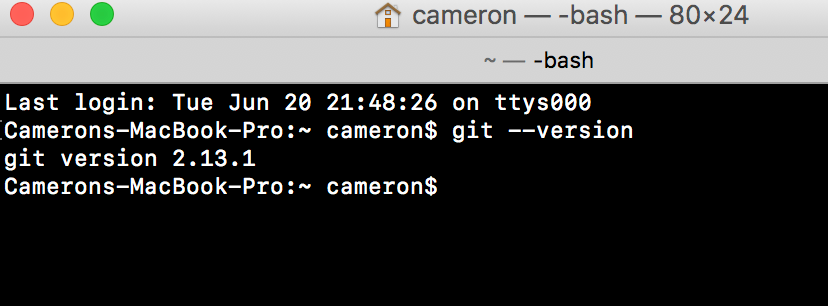 cameron — -bash — 80×24
~ — -bash
Last login: Tue Jun 20 21:48:26 on ttys000
[Camerons-MacBook-Pro:~ cameron$ git --version
git version 2.13.1
Camerons-MacBook-Pro:~ cameron$